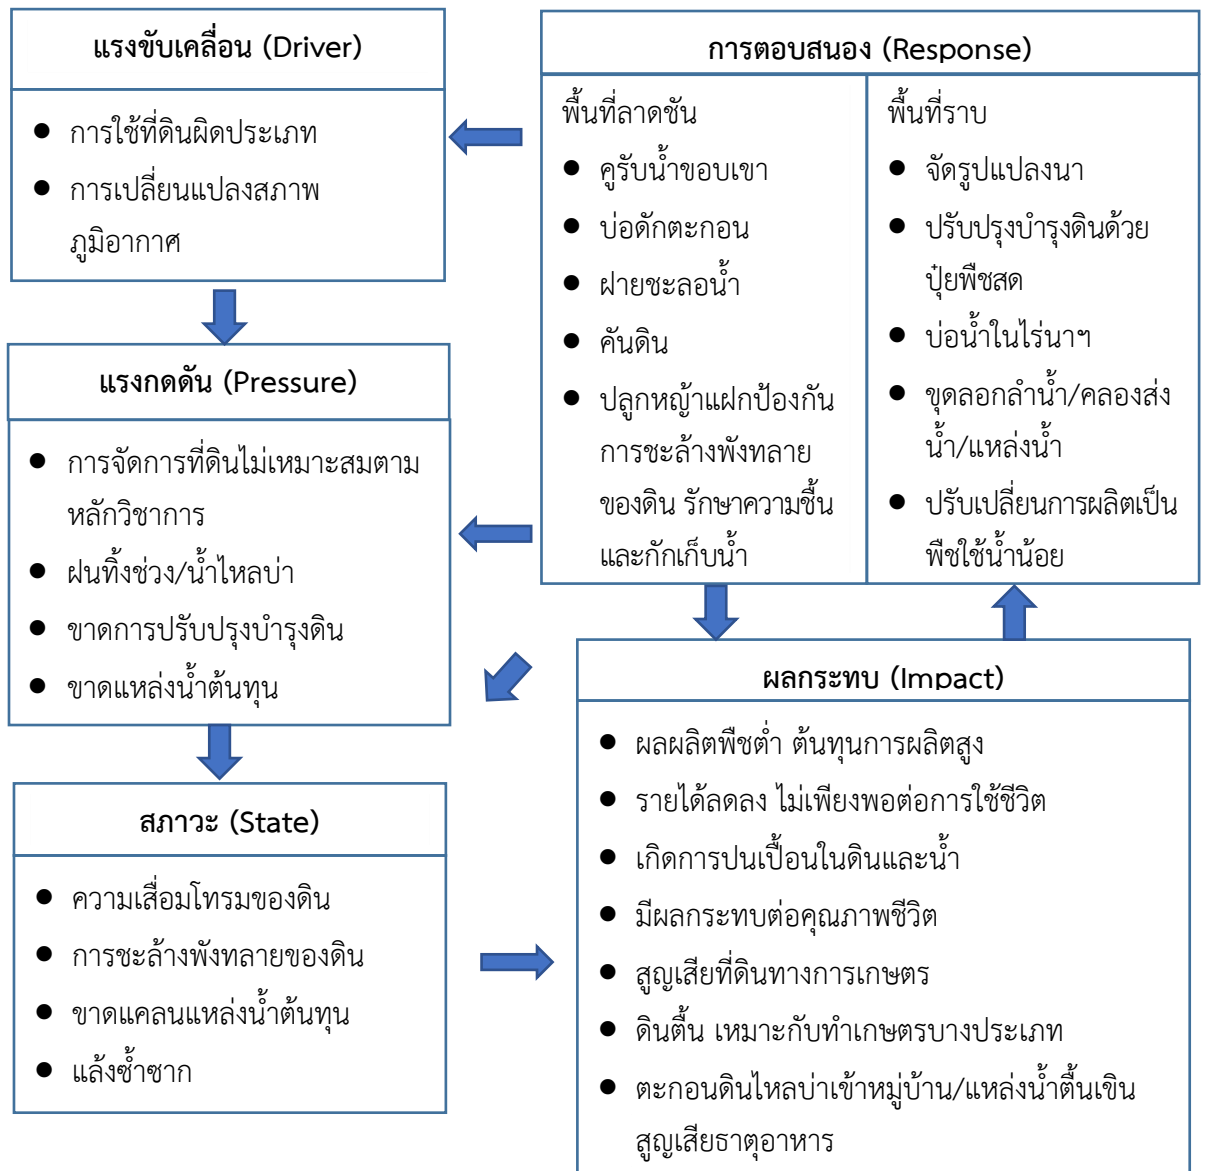 แรงขับเคลื่อน (Driver)
การใช้ที่ดินผิดประเภท
การเปลี่ยนแปลงสภาพ
ภูมิอากาศ
แรงกดดัน (Pressure)
การจัดการที่ดินไม่เหมาะสมตาม
หลักวิชาการ
ฝนทิ้งช่วง/น้ำไหลบ่า
ขาดการปรับปรุงบำรุงดิน
ขาดแหล่งน้ำต้นทุน
สภาวะ (State)
ความเสื่อมโทรมของดิน
การชะล้างพังทลายของดิน
ขาดแคลนแหล่งน้ำต้นทุน
แล้งซ้ำซาก
การตอบสนอง (Response)
พื้นที่ลาดชัน
คูรับน้ำขอบเขา
บ่อดักตะกอน
ฝายชะลอน้ำ
คันดิน
ปลูกหญ้าแฝกป้องกัน
การชะล้างพังทลาย
ของดิน รักษาความชื้น
และกักเก็บน้ำ
พื้นที่ราบ
จัดรูปแปลงนา
ปรับปรุงบำรุงดินด้วย
ปุ๋ยพืชสด
บ่อน้ำในไร่นาฯ
ขุดลอกลำน้ำ/คลองส่ง
น้ำ/แหล่งน้ำ
ปรับเปลี่ยนการผลิตเป็น
พืชใช้น้ำน้อย
ผลกระทบ (Impact)
ผลผลิตพืชต่ำ ต้นทุนการผลิตสูง
รายได้ลดลง ไม่เพียงพอต่อการใช้ชีวิต
เกิดการปนเปื้อนในดินและน้ำ
มีผลกระทบต่อคุณภาพชีวิต
สูญเสียที่ดินทางการเกษตร
ดินตื้น เหมาะกับทำเกษตรบางประเภท
ตะกอนดินไหลบ่าเข้าหมู่บ้าน/แหล่งน้ำตื้นเขิน
สูญเสียธาตุอาหาร